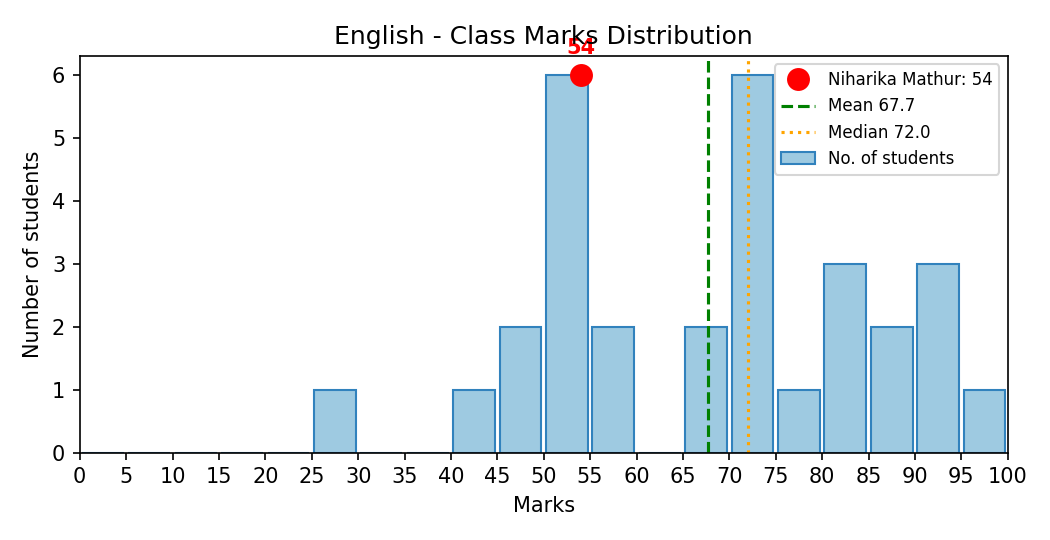 English - Class Marks Distribution
54
Niharika Mathur: 54
Mean 67.7
Median 72.0
No. of students
Number of students
6
5
4
3
2
1
0
0 5 10 15 20 25 30 35 40 45 50 55 60 65 70 75 80 85 90 95 100
Marks